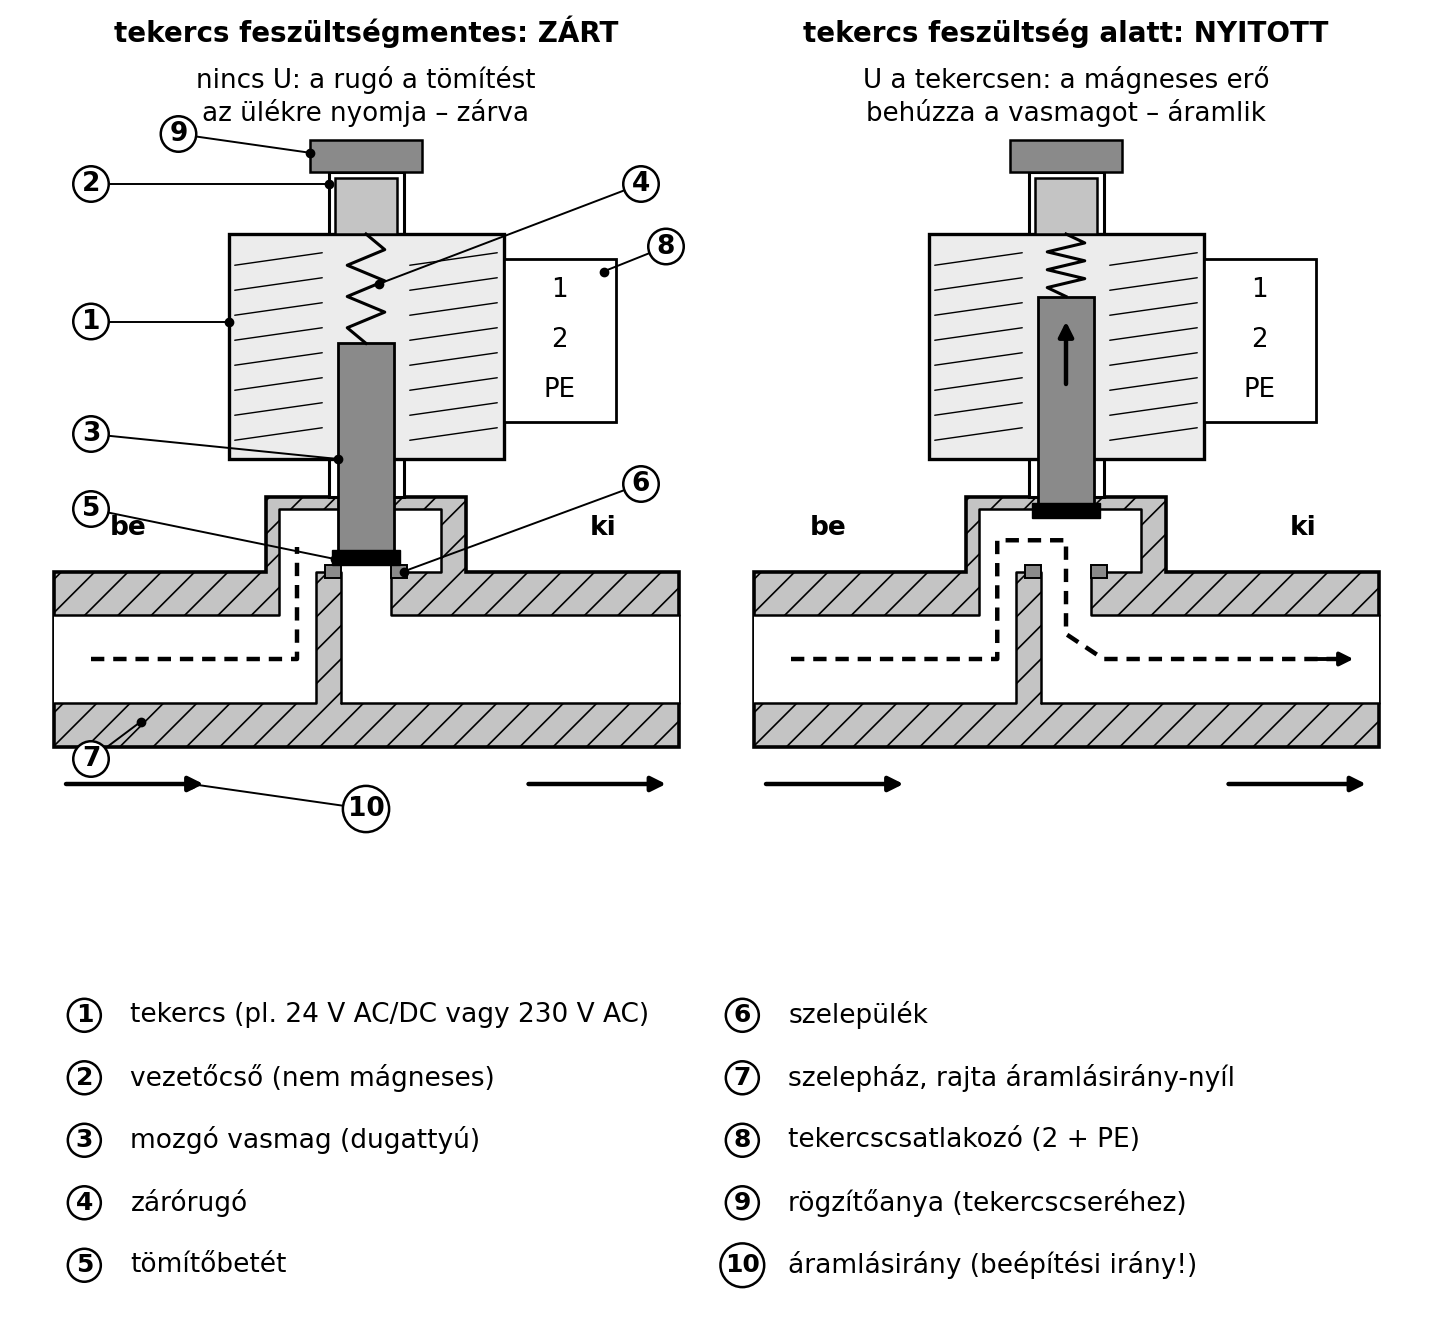 tekercs feszültségmentes: ZÁRT
nincs U: a rugó a tömítést
az ülékre nyomja – zárva
9
2
4
8
1
3
5
6
be
ki
1
2
PE
7
10
tekercs feszültség alatt: NYITOTT
U a tekercsen: a mágneses erő
behúzza a vasmagot – áramlik
1
2
PE
be
ki
1 tekercs (pl. 24 V AC/DC vagy 230 V AC)
2 vezetőcső (nem mágneses)
3 mozgó vasmag (dugattyú)
4 zárórugó
5 tömítőbetét
6 szelepülék
7 szelepház, rajta áramlásirány-nyíl
8 tekercscsatlakozó (2 + PE)
9 rögzítőanya (tekercscseréhez)
10 áramlásirány (beépítési irány!)